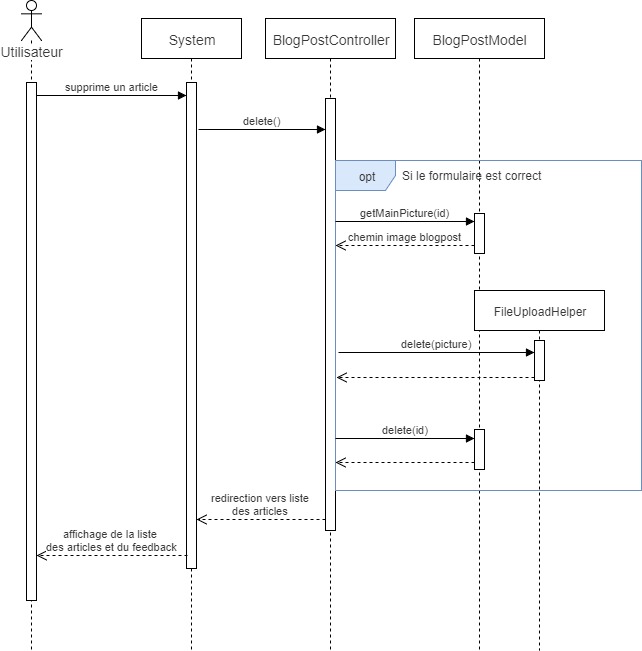 Utilisateur
System
BlogPostController
BlogPostModel
supprime un article
delete()
opt
Si le formulaire est correct
getMainPicture(id)
chemin image blogpost
FileUploadHelper
delete(picture)
delete(id)
redirection vers liste
des articles
affichage de la liste
des articles et du feedback